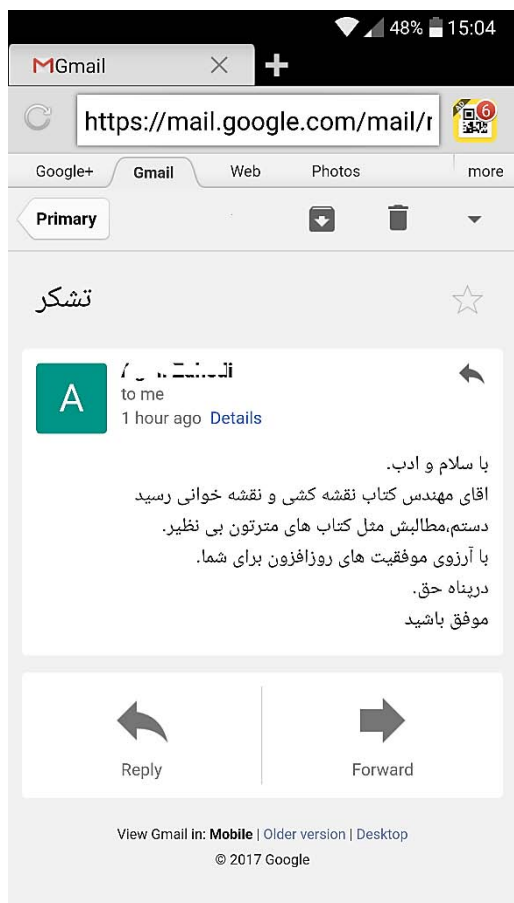 48% 15:04
Gmail
https://mail.google.com/mail/
6
Google+ Gmail Web Photos more
Primary
تشکر
A
to me
1 hour ago Details
با سلام و ادب.
اقای مهندس کتاب نقشه کشی و نقشه خوانی رسید
دستم،مطالبش مثل کتاب های مترتون بی نظیر.
با آرزوی موفقیت های روزافزون برای شما.
درپناه حق.
موفق باشید
Reply Forward
View Gmail in: Mobile | Older version | Desktop
© 2017 Google